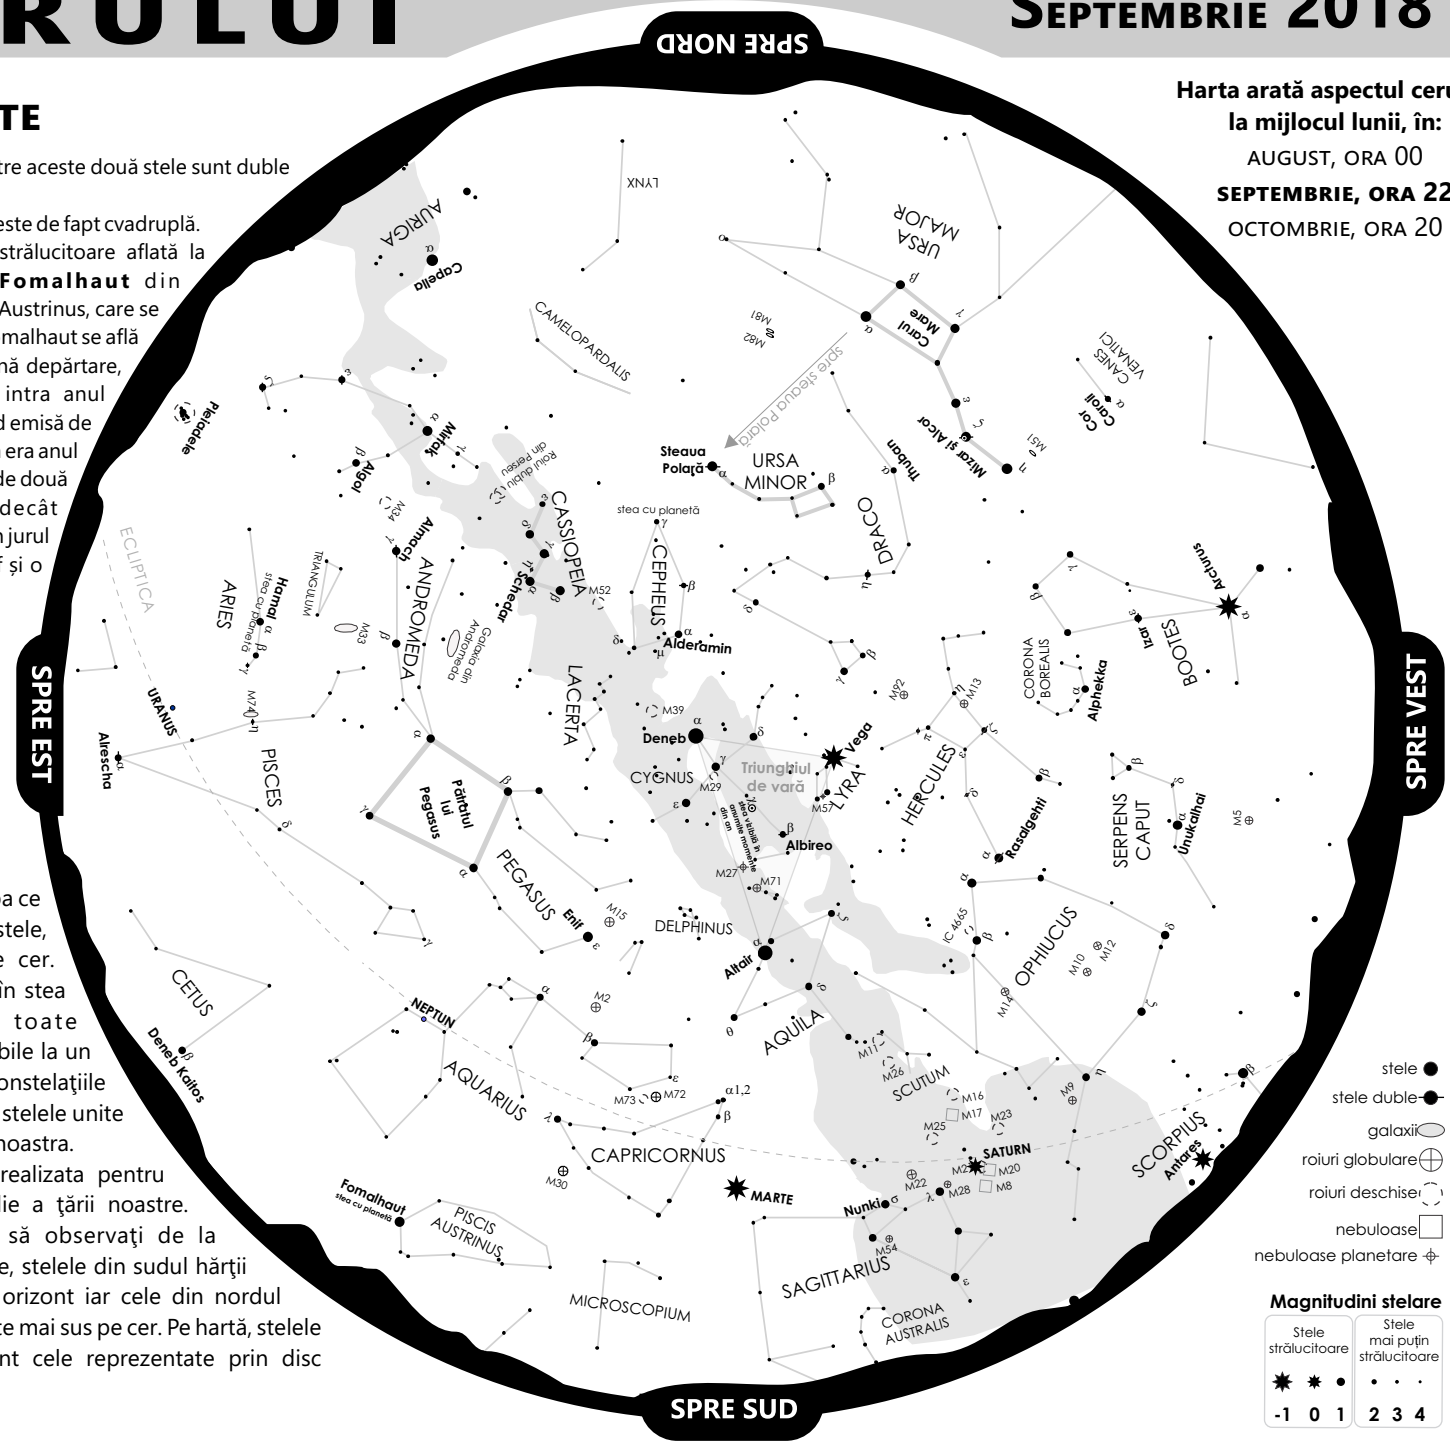 RULUI
SEPTEMBRIE 2018
TE
tre aceste două stele sunt duble
este de fapt cvadruplă.
strălucitoare aflată la
Fomalhaut din
Austrinus, care se
malhaut se află
nă depărtare,
intra anul
d emisă de
era anul
de două
decât
n jurul
f și o
Harta arată aspectul ceru
la mijlocul lunii, în:
AUGUST, ORA 00
SEPTEMBRIE, ORA 22
OCTOMBRIE, ORA 20
SPRE NORD
LYNX
AURIGA
α
Capella
URSA
MAJOR
ο
β
α
γ
Carul
Mare
ε
ζ
η
Mizar și Alcor
M51
M81
M82
CAMELOPARDALIS
spre steaua Polară
CANES
VENATICI
Cor
Caroli
α
Pleiadele
ζ
ε
α
Mirfak
γ
β
Algol
M34
Roiul dublu
din Perseu
Steaua
Polară
α
URSA
MINOR
β
Thuban
α
DRACO
stea cu planetă
γ
CEPHEUS
β
α
Alderamin
δ
μ
CASSIOPEIA
ε
δ
γ
η
α
Schedar
β
M52
ECLIPTICA
ARIES
Hamal
stea cu planetă
α
β
γ
TRIANGULUM
M33
Almach
γ
ANDROMEDA
β
Galaxia din
Andromeda
LACERTA
ι
δ
β
γ
M92
M13
η
π
ζ
ε
δ
HERCULES
β
α
Rasalgethi
γ
β
CORONA
BOREALIS
α
Alphekka
ε
Izar
BOOTES
Arcturus
α
SPRE EST
SPRE VEST
URANUS
M74
η
Alrescha
α
PISCES
δ
α
β
γ
α
Pătratul
lui
Pegasus
PEGASUS
Enif
ε
M15
M39
Deneb
α
δ
γ
CYGNUS
M29
ε
Triunghiul
de vară
χ
stea vizibilă în
anumite momente
din an
β
Albireo
M27
M71
Vega
LYRA
M57
SERPENS
CAPUT
β
δ
α
Unukalhai
M5
DELPHINUS
α
Altair
ζ
δ
θ
AQUILA
α
IC 4665
β
OPHIUCUS
M10
M12
M14
δ
ζ
η
M9
CETUS
β
Deneb Kaitos
γ
NEPTUN
α
M2
β
AQUARIUS
ε
M73
M72
α1,2
β
λ
CAPRICORNUS
M30
M11
M26
SCUTUM
M16
M17
M25
M23
SATURN
M21
M20
M8
M22
M28
λ
Nunki
σ
M54
SAGITTARIUS
ε
CORONA
AUSTRALIS
MARTE
SCORPIUS
β
Antares
Fomalhaut
stea cu planetă
PISCIS
AUSTRINUS
MICROSCOPIUM
SPRE SUD
pa ce
stele,
e cer.
în stea
toate
bile la un
onstelațiile
stelele unite
noastra.
realizata pentru
lie a țării noastre.
să observați de la
e, stelele din sudul hărții
orizont iar cele din nordul
te mai sus pe cer. Pe hartă, stelele
nt cele reprezentate prin disc
stele
stele duble
galaxii
roiuri globulare
roiuri deschise
nebuloase
nebuloase planetare
Magnitudini stelare
Stele
strălucitoare
Stele
mai puțin
strălucitoare
-1 0 1 2 3 4